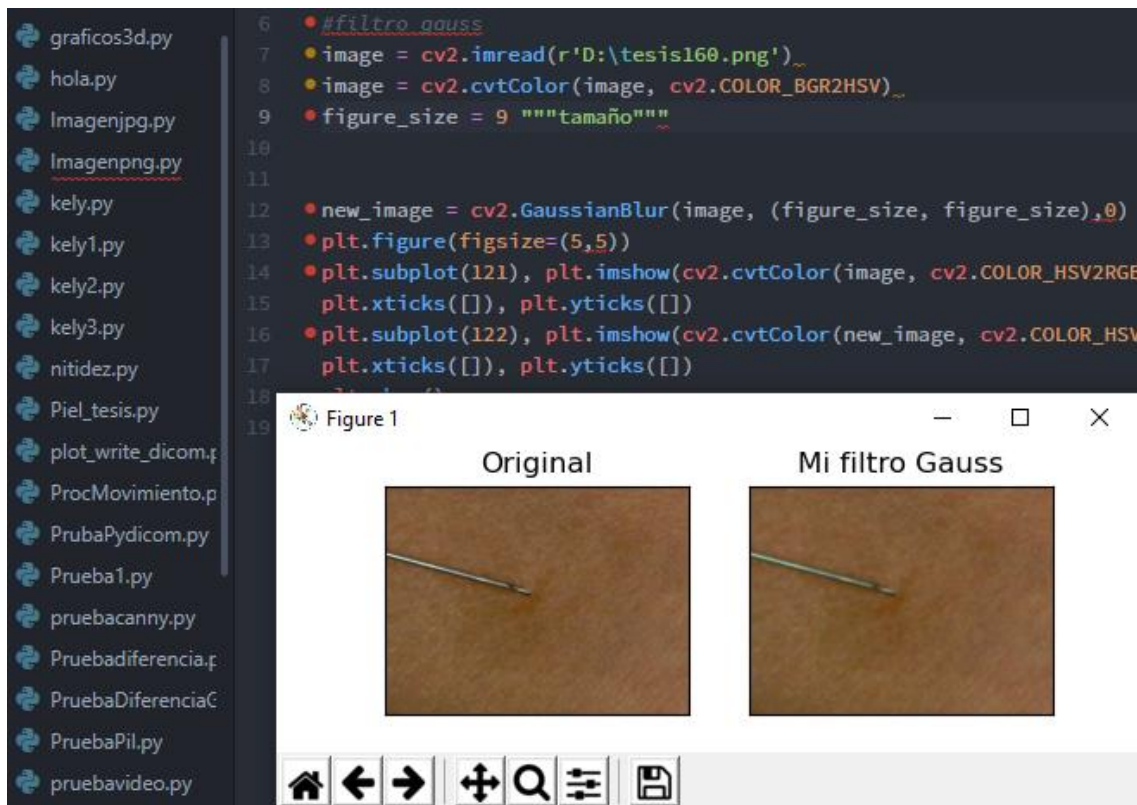 graficos3d.py
hola.py
Imagenjpg.py
Imagenpng.py
kely.py
kely1.py
kely2.py
kely3.py
nitidez.py
Piel_tesis.py
plot_write_dicom.p
ProcMovimiento.p
PrubaPydicom.py
Prueba1.py
pruebacanny.py
Pruebadiferencia.p
PruebaDiferenciaG
PruebaPil.py
pruebavideo.py
6 #filtro gauss
7 image = cv2.imread(r'D:\tesis160.png')
8 image = cv2.cvtColor(image, cv2.COLOR_BGR2HSV)
9 figure_size = 9 """tamaño"""
10
11
12 new_image = cv2.GaussianBlur(image, (figure_size, figure_size),0)
13 plt.figure(figsize=(5,5))
14 plt.subplot(121), plt.imshow(cv2.cvtColor(image, cv2.COLOR_HSV2RGB
15 plt.xticks([]), plt.yticks([])
16 plt.subplot(122), plt.imshow(cv2.cvtColor(new_image, cv2.COLOR_HSV
17 plt.xticks([]), plt.yticks([])
18
19
Figure 1
Original
Mi filtro Gauss